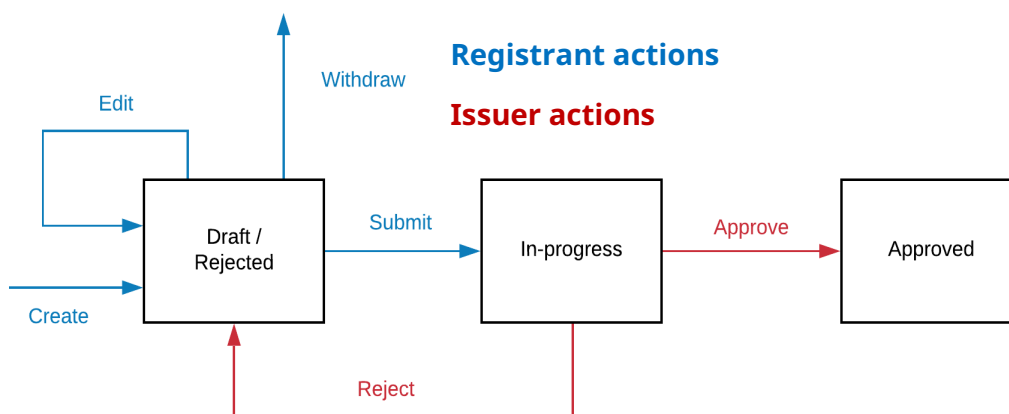 Registrant actions
Withdraw
Edit
Issuer actions
Submit
Approve
Draft /
Rejected
In-progress
Approved
Create
Reject